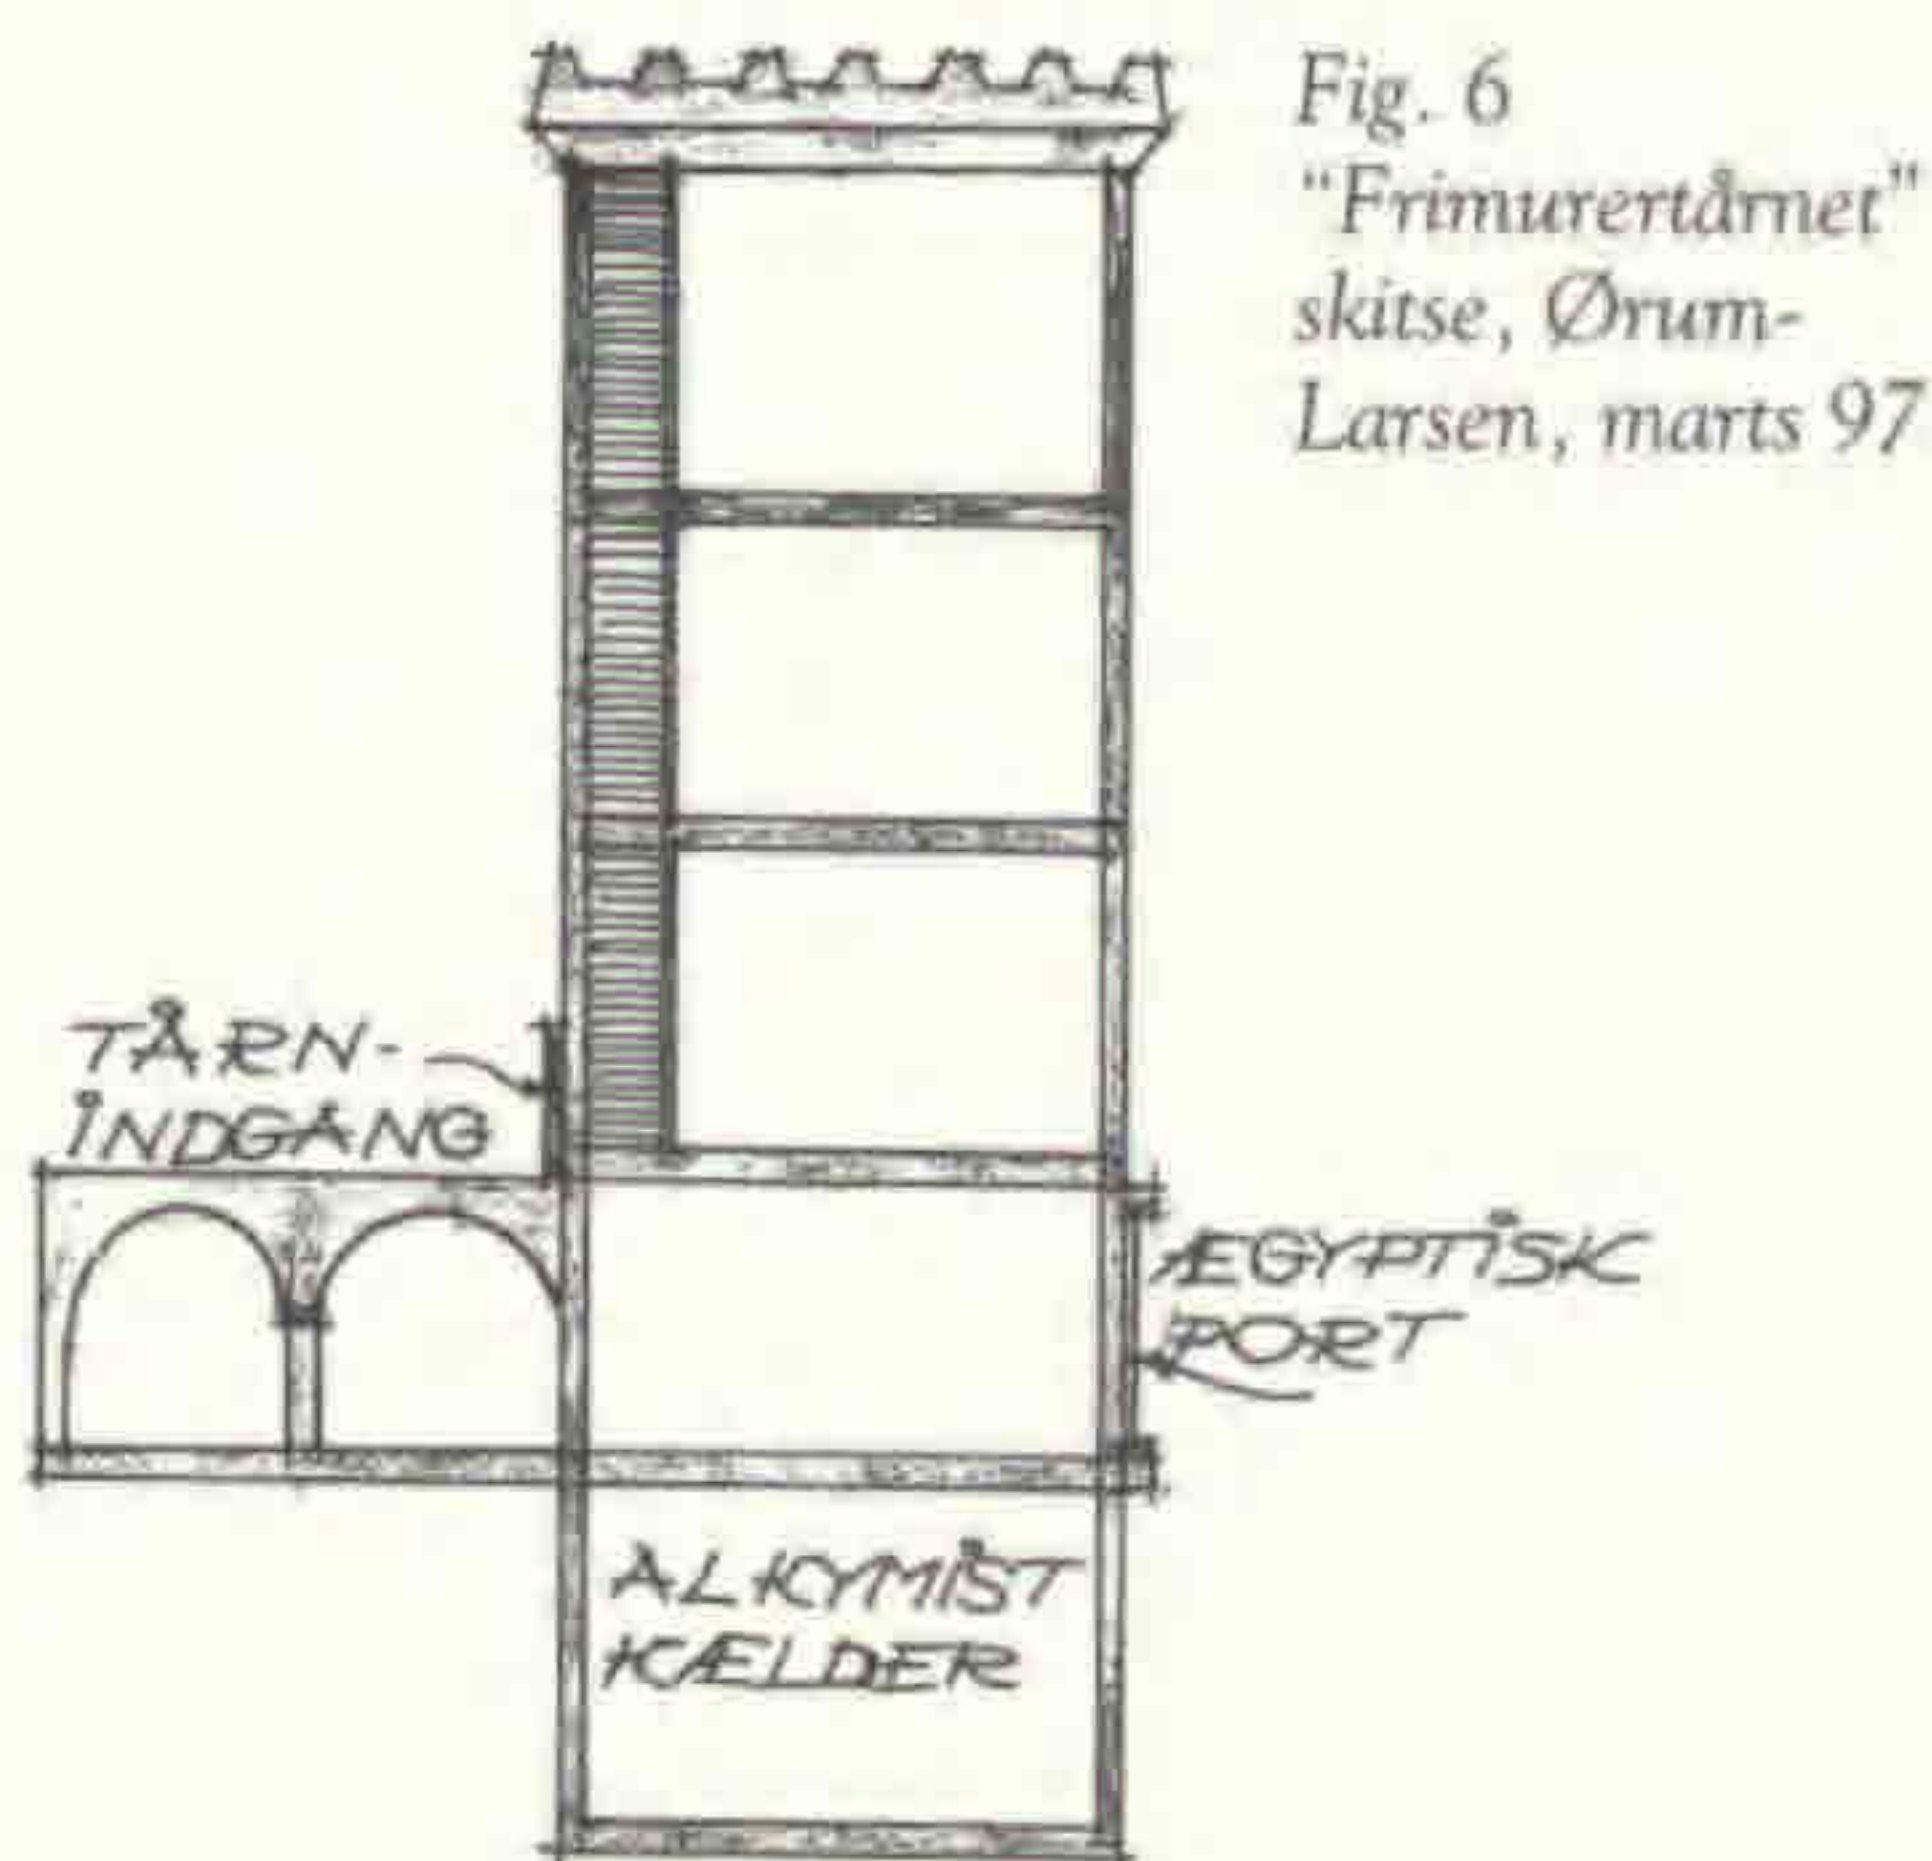 Fig. 6
"Frimurertårnet"
skitse, Ørum-
Larsen, marts 97
TÅRN-
INDGANG
ÆGYPTISK
PORT
ALKYMIST
KÆLDER